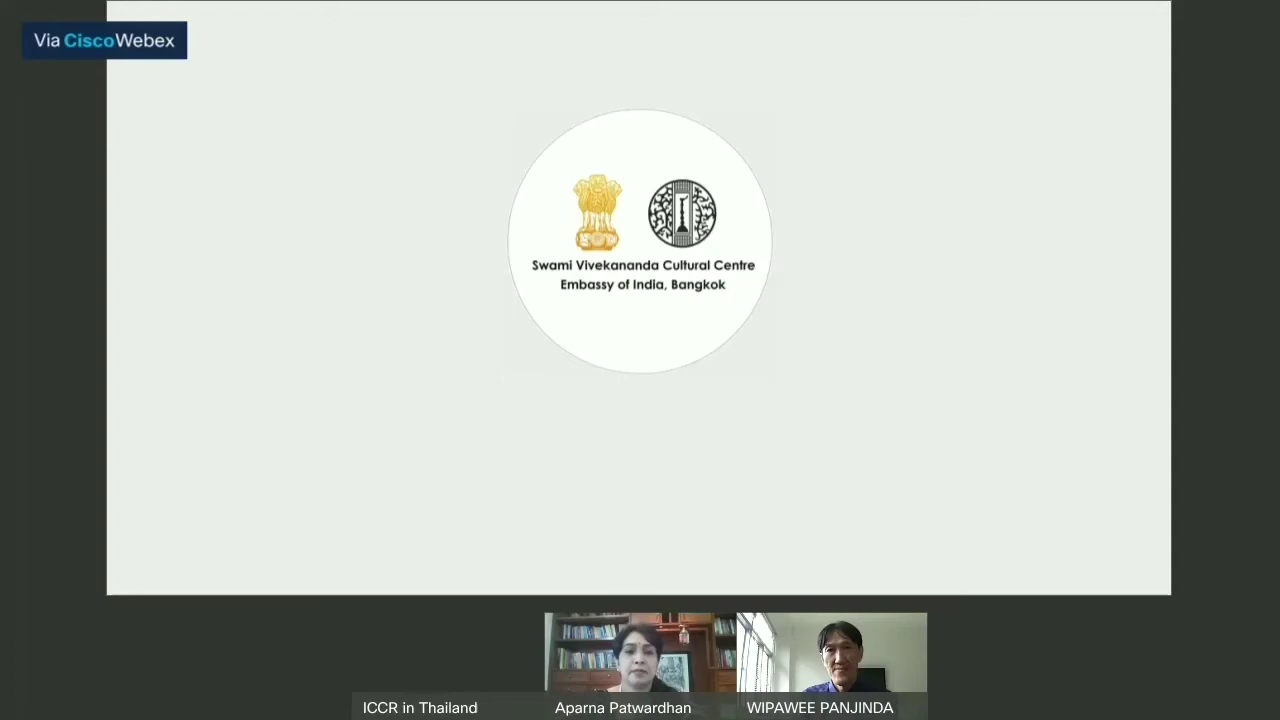 Via CiscoWebex
Swami Vivekananda Cultural Centre
Embassy of India, Bangkok
ICCR in Thailand
Aparna Patwardhan
WIPAWEE PANJINDA